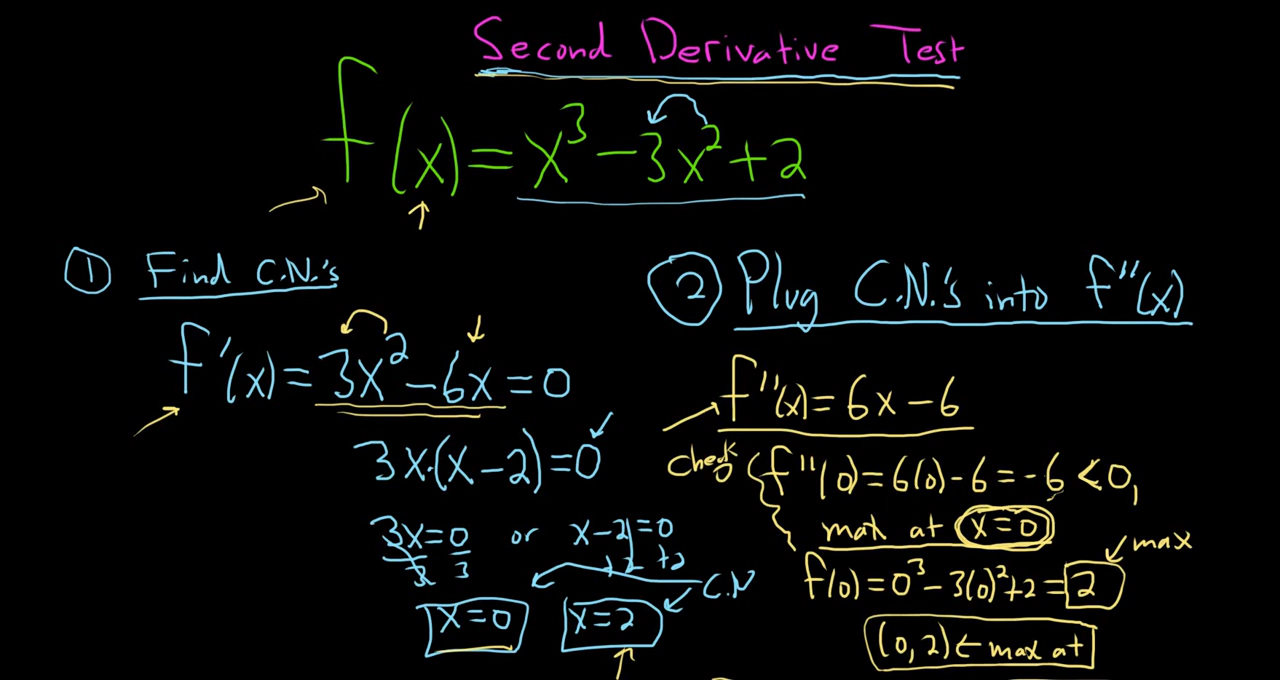 Second Derivative Test
f(x) = x³ - 3x² + 2
① Find C.N.'s
f'(x) = 3x² - 6x = 0
3x·(x - 2) = 0
3x = 0 or x - 2 = 0
3 3 +2 +2
C.N
x = 0 x = 2
② Plug C.N.'s into f''(x)
f''(x) = 6x - 6
check 0 { f''(0) = 6(0) - 6 = -6 < 0,
max at x = 0
max
f(0) = 0³ - 3(0)² + 2 = 2
(0, 2) ← max at